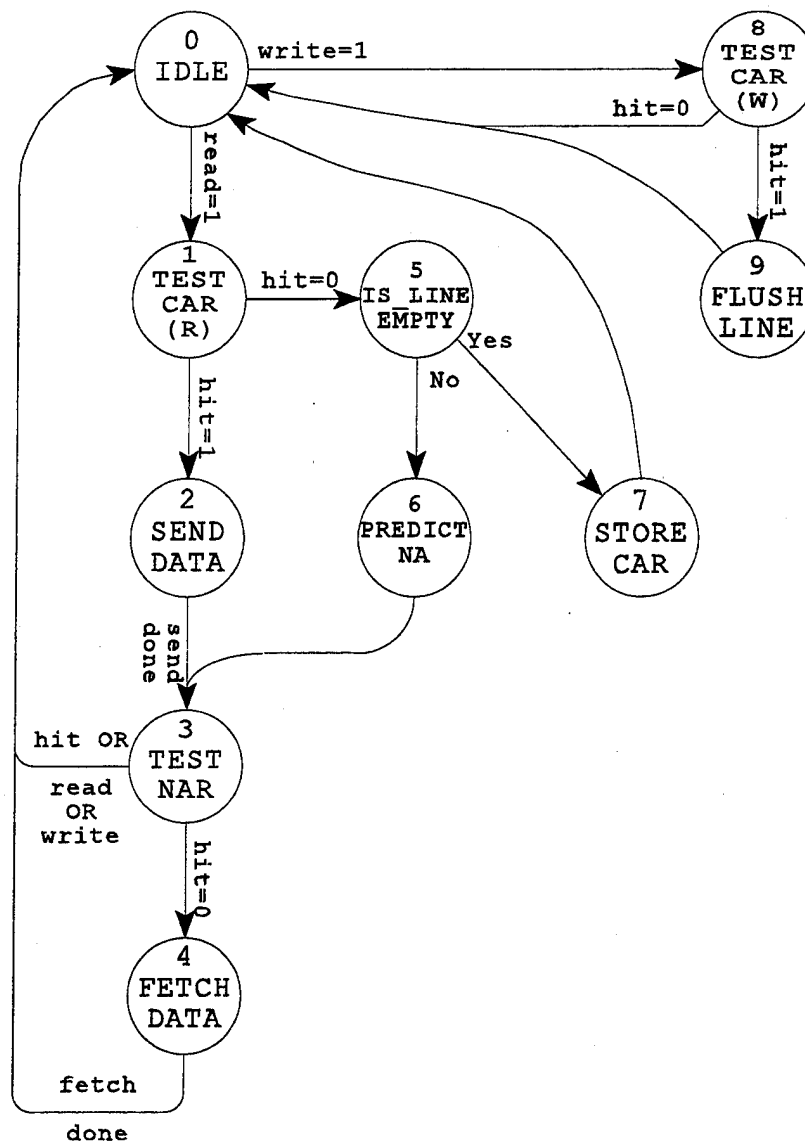 0
IDLE
write=1
8
TEST
CAR
(W)
hit=0
read=1
hit=1
1
TEST
CAR
(R)
hit=0
5
IS_LINE
EMPTY
9
FLUSH
LINE
Yes
No
hit=1
2
SEND
DATA
6
PREDICT
NA
7
STORE
CAR
send
done
3
TEST
NAR
hit OR
read
OR
write
hit=0
4
FETCH
DATA
fetch
done